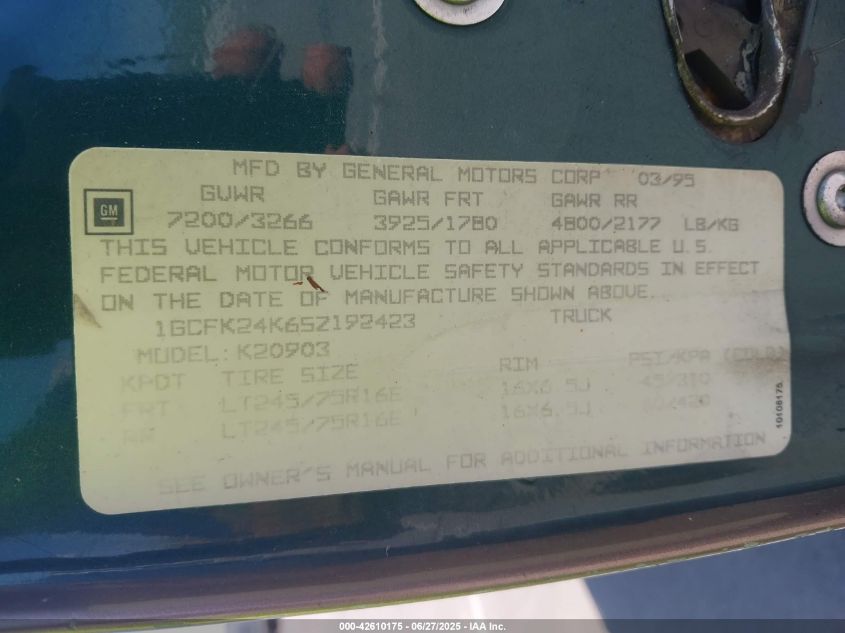 MFD BY GENERAL MOTORS CORP 03/95
GVWR GAWR FRT GAWR RR
GM
7200/3266 3925/1780 4800/2177 LB/KG
THIS VEHICLE CONFORMS TO ALL APPLICABLE U.S.
FEDERAL MOTOR VEHICLE SAFETY STANDARDS IN EFFECT
ON THE DATE OF MANUFACTURE SHOWN ABOVE.
1GCFK24K6SZ192423 TRUCK
MODEL: K20903
KPDT TIRE SIZE RIM PSI/KPA (COLD)
FRT LT245/75R16E 16X6.5J 45/310
RR LT245/75R16E 16X6.5J
SEE OWNER'S MANUAL FOR ADDITIONAL INFORMATION
10108175
000-42610175 - 06/27/2025 - IAA Inc.